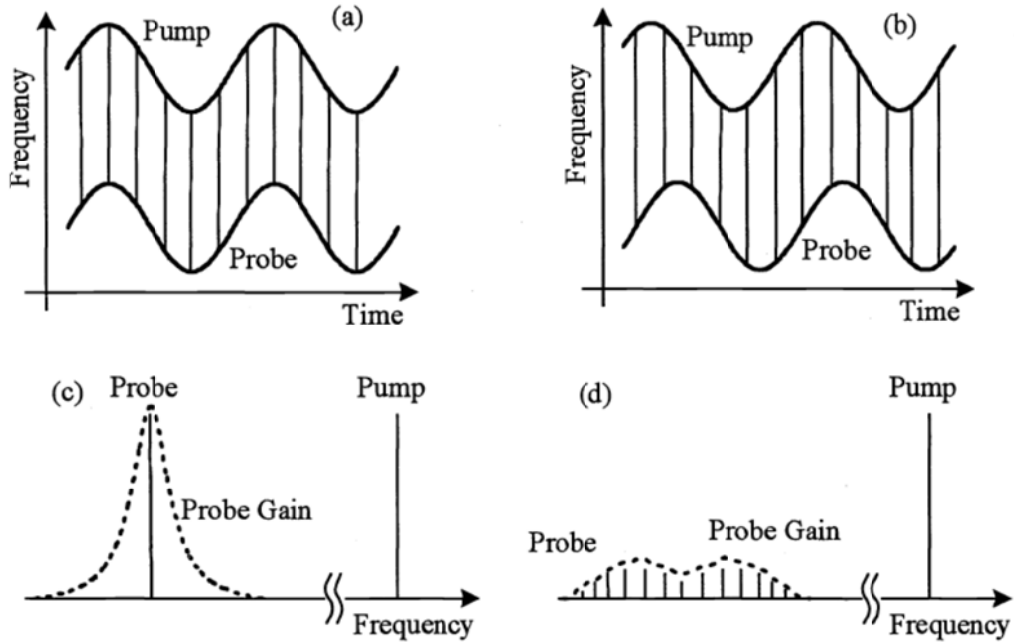 (a)
Pump
Frequency
Probe
Time
(b)
Pump
Frequency
Probe
Time
(c)
Probe
Pump
Probe Gain
Frequency
(d)
Pump
Probe
Probe Gain
Frequency